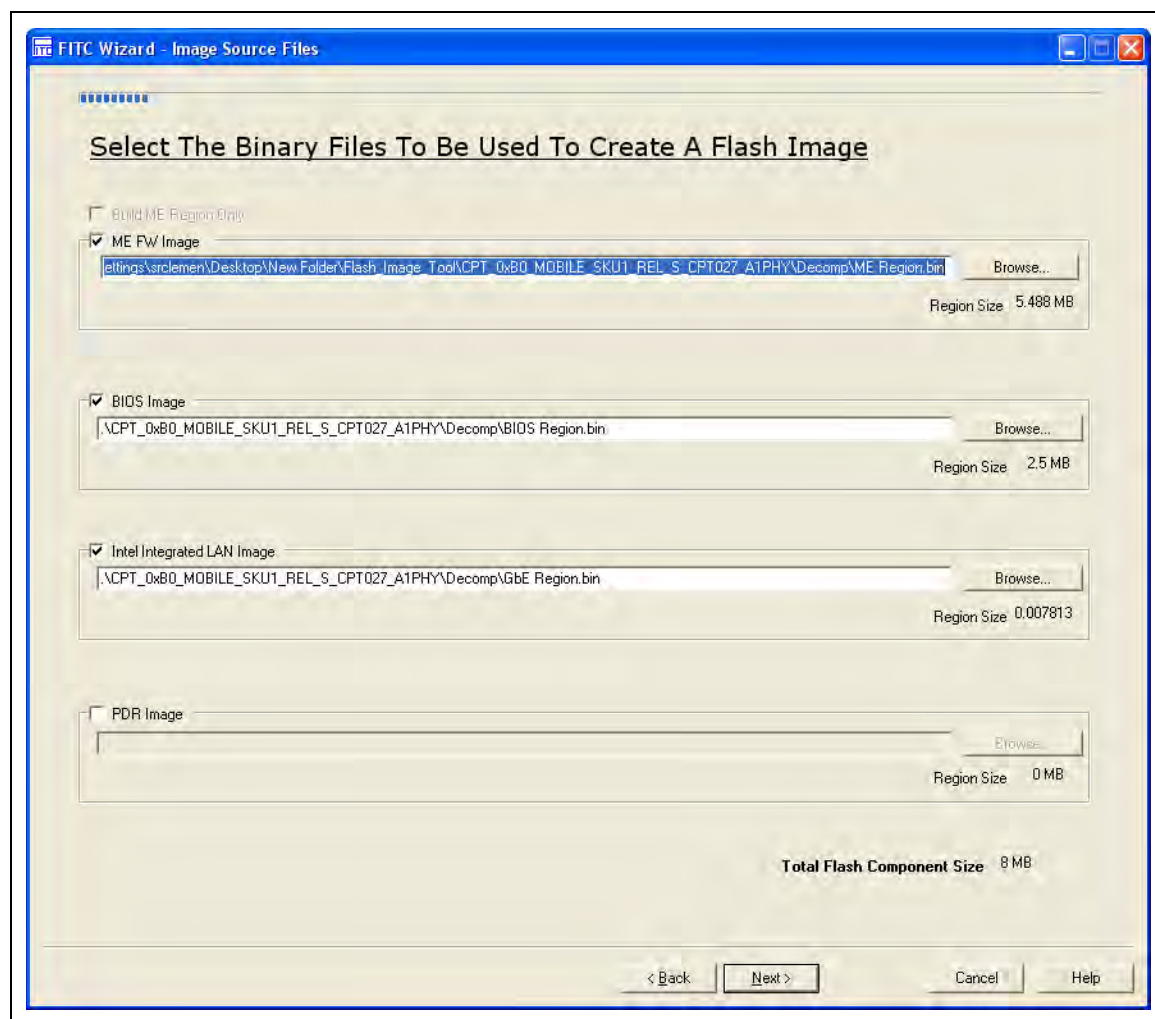 FITC Wizard - Image Source Files
Select The Binary Files To Be Used To Create A Flash Image
Build ME Region Only
ME FW Image
ettings\srclemen\Desktop\New Folder\Flash_Image_Tool\CPT_0xB0_MOBILE_SKU1_REL_S_CPT027_A1PHY\Decomp\ME Region.bin Browse...
Region Size 5.488 MB
BIOS Image
.\CPT_0xB0_MOBILE_SKU1_REL_S_CPT027_A1PHY\Decomp\BIOS Region.bin Browse...
Region Size 2.5 MB
Intel Integrated LAN Image
.\CPT_0xB0_MOBILE_SKU1_REL_S_CPT027_A1PHY\Decomp\GbE Region.bin Browse...
Region Size 0.007813
PDR Image
Browse...
Region Size 0 MB
Total Flash Component Size 8 MB
< Back Next > Cancel Help